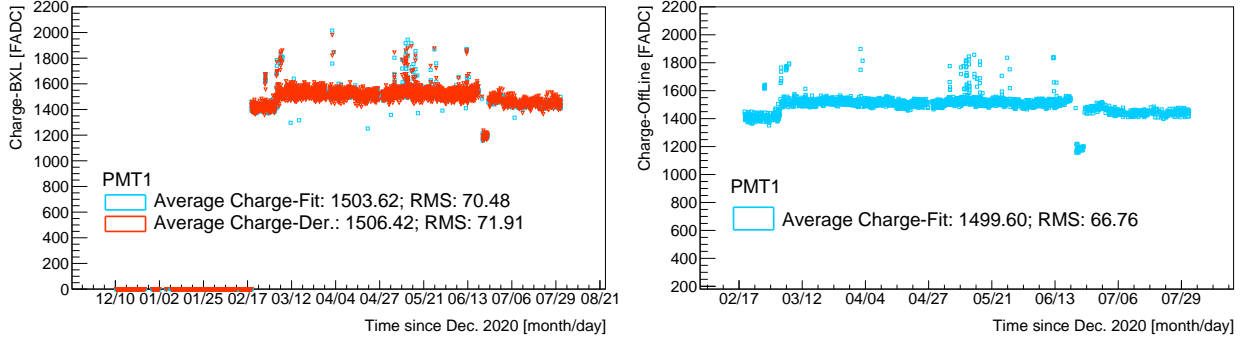 Charge-BXL [FADC]
2200
2000
1800
1600
1400
1200
1000
800
600
400
200
0
PMT1
Average Charge-Fit: 1503.62; RMS: 70.48
Average Charge-Der.: 1506.42; RMS: 71.91
12/10 01/02 01/25 02/17 03/12 04/04 04/27 05/21 06/13 07/06 07/29 08/21
Time since Dec. 2020 [month/day]
Charge-OffLine [FADC]
2200
2000
1800
1600
1400
1200
1000
800
600
400
200
PMT1
Average Charge-Fit: 1499.60; RMS: 66.76
02/17 03/12 04/04 04/27 05/21 06/13 07/06 07/29
Time since Dec. 2020 [month/day]